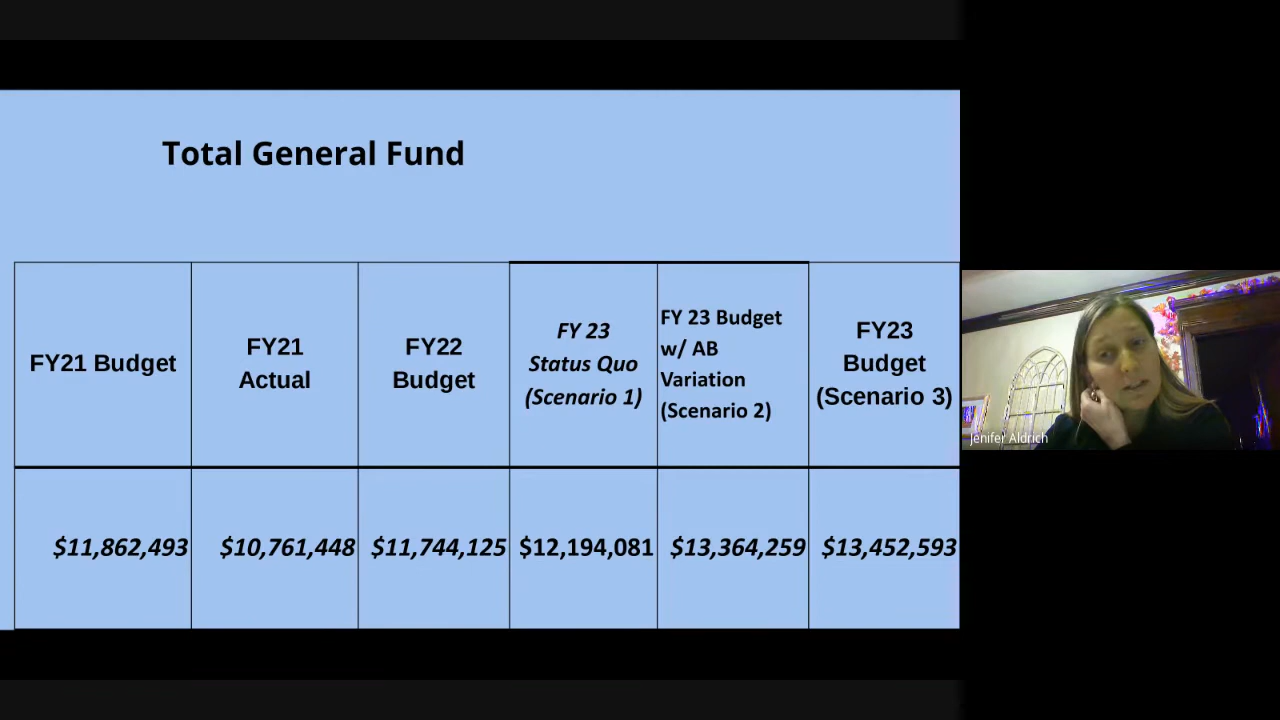 Total General Fund
FY21 Budget
FY21
Actual
FY22
Budget
FY 23
Status Quo
(Scenario 1)
FY 23 Budget
w/ AB
Variation
(Scenario 2)
FY23
Budget
(Scenario 3)
$11,862,493
$10,761,448
$11,744,125
$12,194,081
$13,364,259
$13,452,593
Jenifer Aldrich